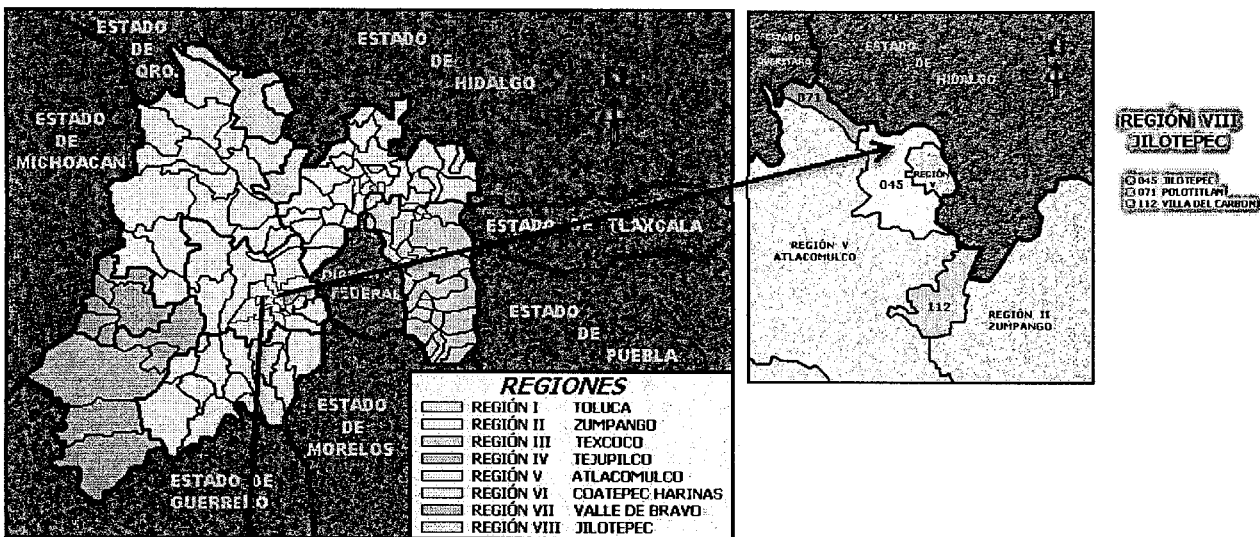 ESTADO
DE
QRO.
ESTADO
DE
HIDALGO
ESTADO
DE
MICHOACAN
ESTADO DE TLAXCALA
FEDERAL
ESTADO
DE
PUEBLA
ESTADO
DE
MORELOS
ESTADO DE
GUERRERO
REGIONES
REGIÓN I TOLUCA
REGIÓN II ZUMPANGO
REGIÓN III TEXCOCO
REGIÓN IV TEJUPILCO
REGIÓN V ATLACOMULCO
REGIÓN VI COATEPEC HARINAS
REGIÓN VII VALLE DE BRAVO
REGIÓN VIII JILOTEPEC
ESTADO
DE
QUERETARO
ESTADO
DE
HIDALGO
N
071
045
REGIÓN
V
REGIÓN V
ATLACOMULCO
112
REGIÓN II
ZUMPANGO
REGIÓN VIII
JILOTEPEC
045 JILOTEPEC
071 POLOTITLAN
112 VILLA DEL CARBON